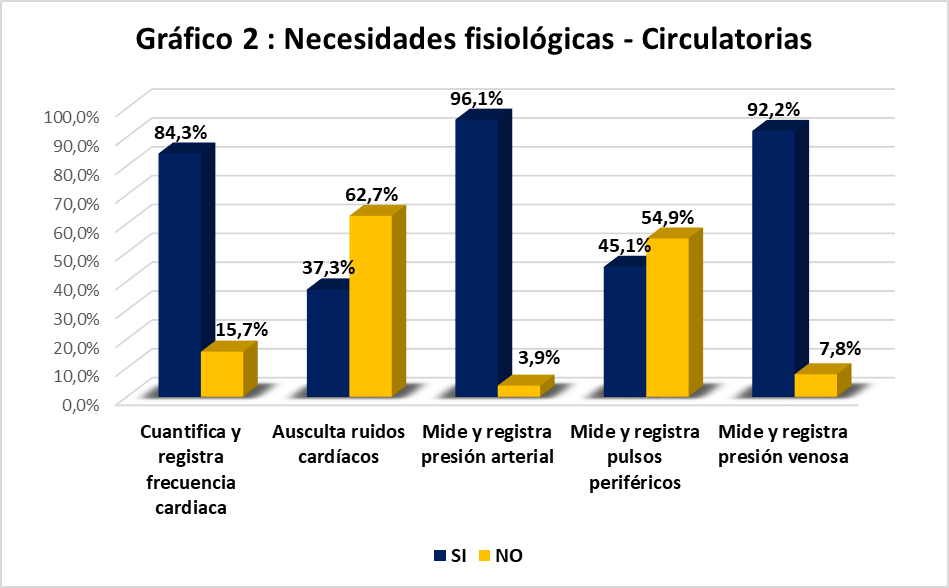 Gráfico 2 : Necesidades fisiológicas - Circulatorias
100,0%
90,0%
80,0%
70,0%
60,0%
50,0%
40,0%
30,0%
20,0%
10,0%
0,0%
84,3%
15,7%
37,3%
62,7%
96,1%
3,9%
45,1%
54,9%
92,2%
7,8%
Cuantifica y
registra
frecuencia
cardiaca
Ausculta ruidos
cardíacos
Mide y registra
presión arterial
Mide y registra
pulsos
periféricos
Mide y registra
presión venosa
SI
NO